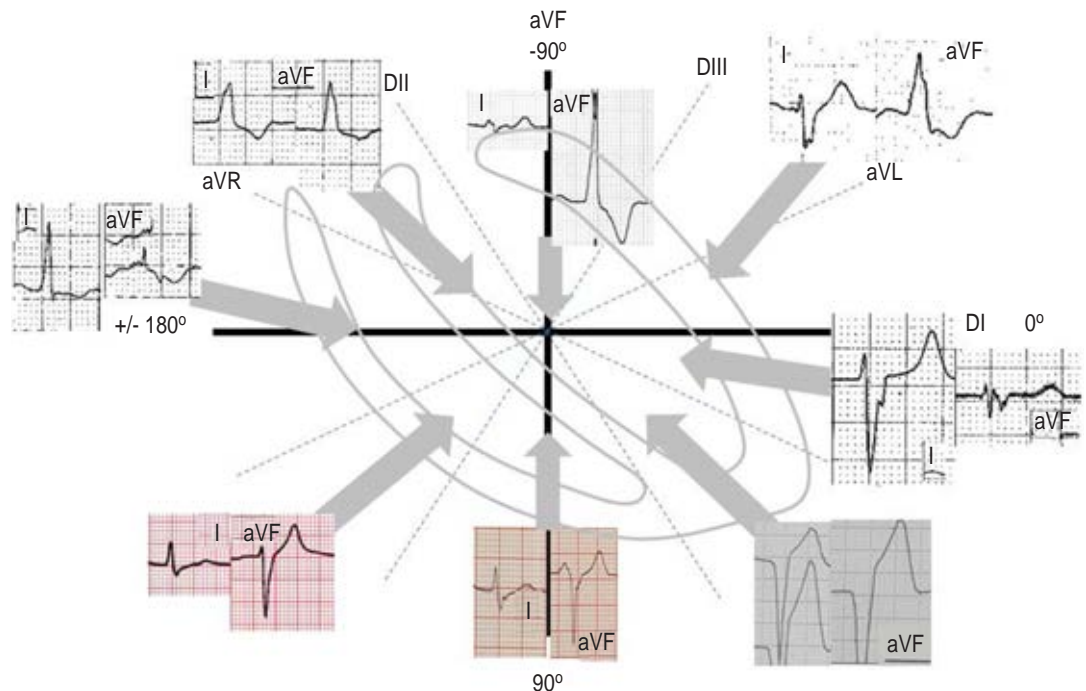 aVF
-90º
I
aVF
DII
I
aVF
DIII
I
aVF
aVR
aVL
I
aVF
+/- 180º
DI
0º
aVF
I
I
aVF
I
aVF
aVF
90º